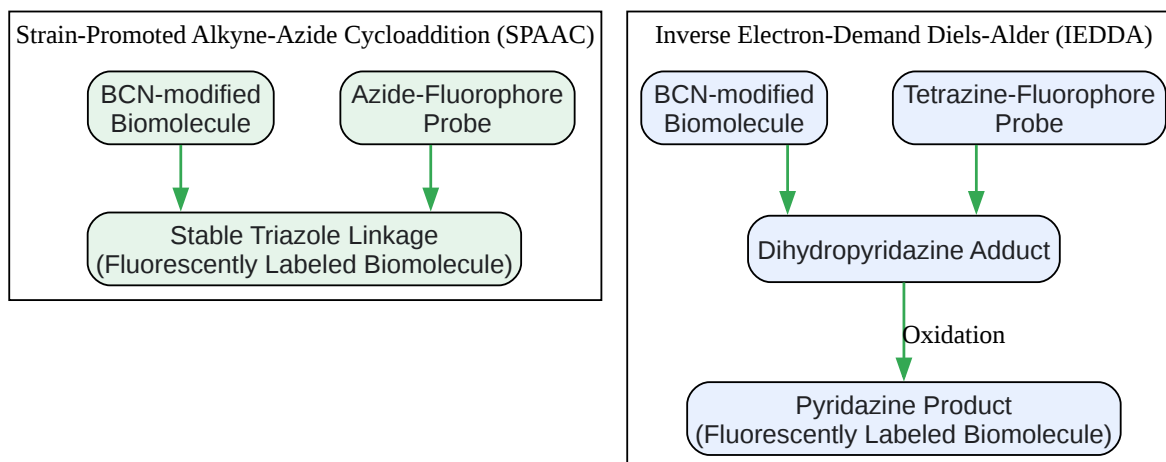 Strain-Promoted Alkyne-Azide Cycloaddition (SPAAC)
BCN-modified
Biomolecule
Azide-Fluorophore
Probe
Stable Triazole Linkage
(Fluorescently Labeled Biomolecule)
Inverse Electron-Demand Diels-Alder (IEDDA)
BCN-modified
Biomolecule
Tetrazine-Fluorophore
Probe
Dihydropyridazine Adduct
Oxidation
Pyridazine Product
(Fluorescently Labeled Biomolecule)